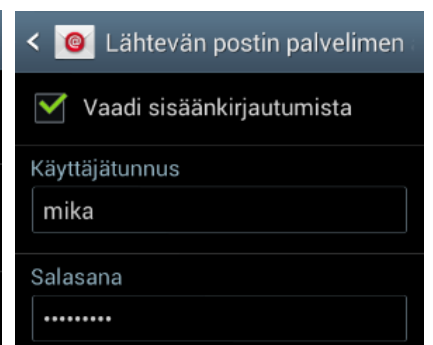 Lähtevän postin palvelimen
Vaadi sisäänkirjautumista
Käyttäjätunnus
mika
Salasana
•••••••••